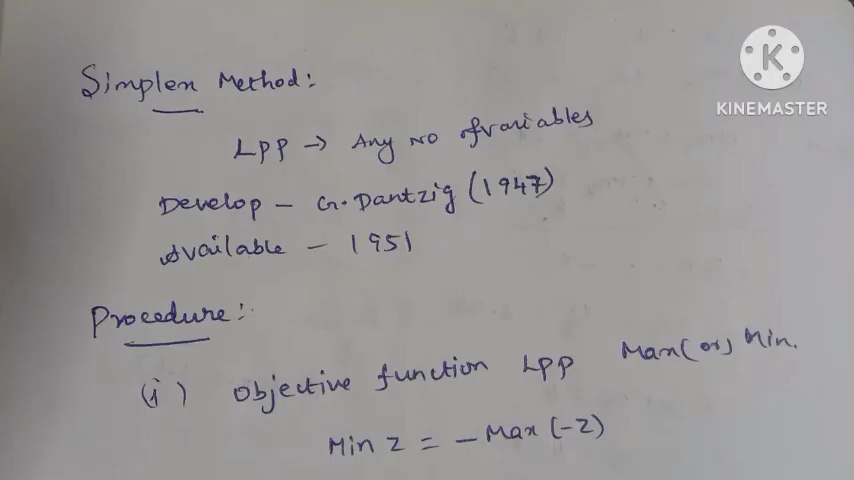 K
KINEMASTER
Simplex Method:
LPP → Any No of variables
Develop - G. Dantzig (1947)
Available - 1951
Procedure:
(i) Objective function LPP Max (or) Min.
Min Z = - Max (-Z)